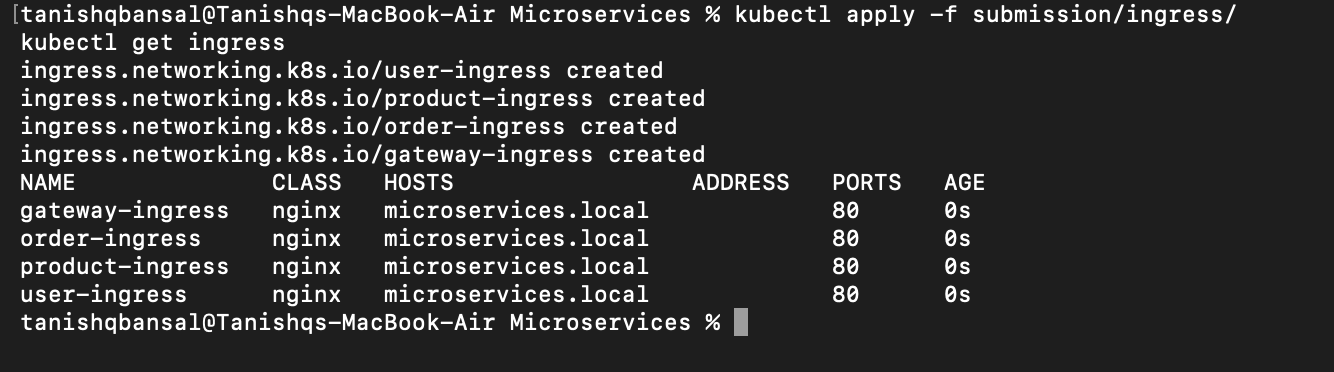 [tanishqbansal@Tanishqs-MacBook-Air Microservices % kubectl apply -f submission/ingress/
kubectl get ingress
ingress.networking.k8s.io/user-ingress created
ingress.networking.k8s.io/product-ingress created
ingress.networking.k8s.io/order-ingress created
ingress.networking.k8s.io/gateway-ingress created
NAME CLASS HOSTS ADDRESS PORTS AGE
gateway-ingress nginx microservices.local 80 0s
order-ingress nginx microservices.local 80 0s
product-ingress nginx microservices.local 80 0s
user-ingress nginx microservices.local 80 0s
tanishqbansal@Tanishqs-MacBook-Air Microservices %